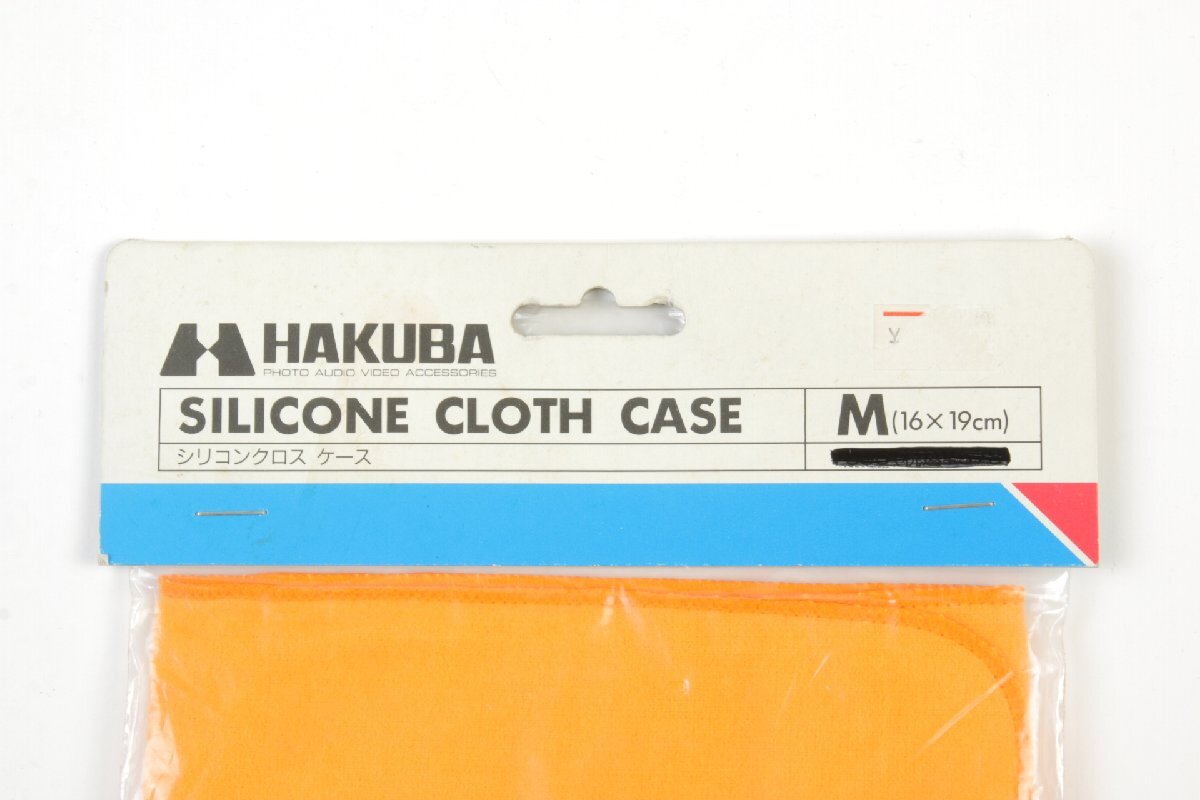 HAKUBA
PHOTO AUDIO VIDEO ACCESSORIES
¥
SILICONE CLOTH CASE
M(16×19cm)
シリコンクロス ケース